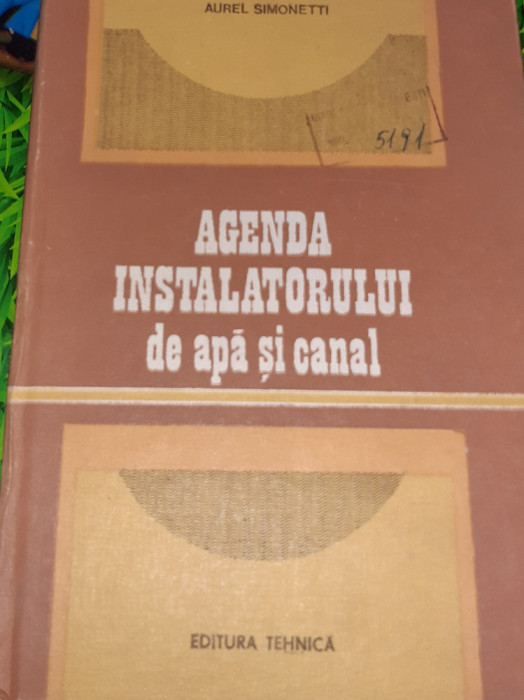 AUREL SIMONETTI
5191
AGENDA
INSTALATORULUI
de apă și canal
EDITURA TEHNICĂ